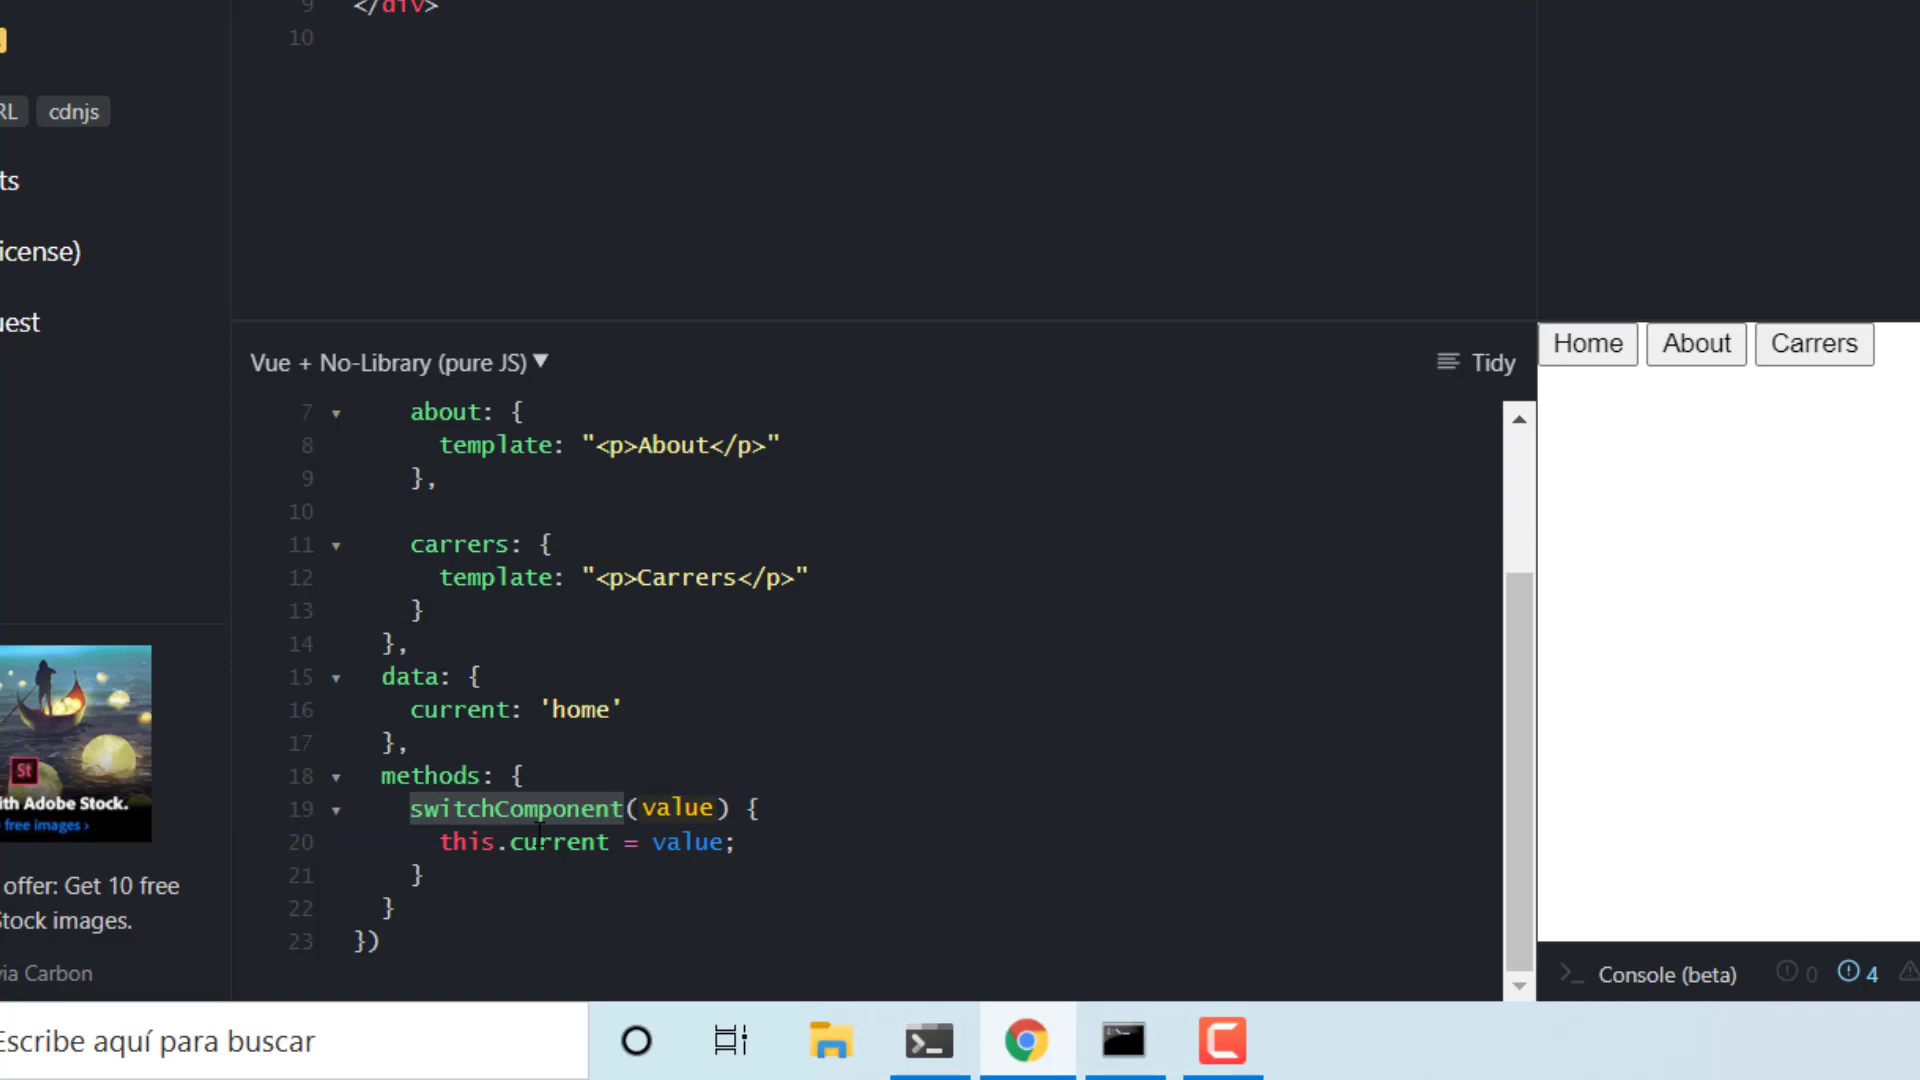 9 </div>
10
RL cdnjs
ts
icense)
uest
Vue + No-Library (pure JS) ▼ Tidy
Home About Carrers
7 about: {
8 template: "<p>About</p>"
9 },
10
11 carrers: {
12 template: "<p>Carrers</p>"
13 }
14 },
15 data: {
16 current: 'home'
17 },
18 methods: {
19 switchComponent(value) {
20 this.current = value;
21 }
22 }
23 })
St
ith Adobe Stock.
free images ›
offer: Get 10 free
Stock images.
via Carbon
>_ Console (beta) 0 4
Escribe aquí para buscar